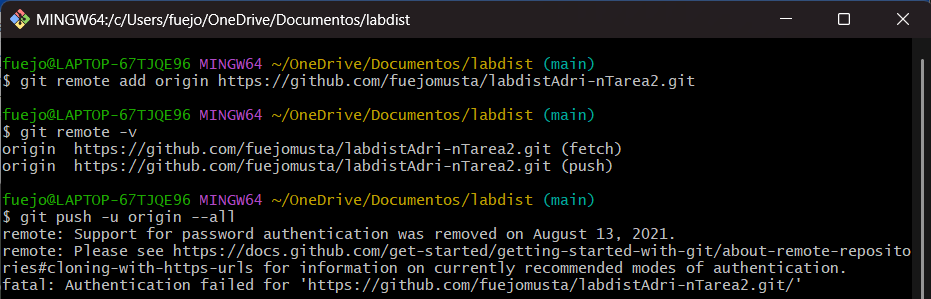 MINGW64:/c/Users/fuejo/OneDrive/Documentos/labdist
fuejo@LAPTOP-67TJQE96 MINGW64 ~/OneDrive/Documentos/labdist (main)
$ git remote add origin https://github.com/fuejomusta/labdistAdri-nTarea2.git
fuejo@LAPTOP-67TJQE96 MINGW64 ~/OneDrive/Documentos/labdist (main)
$ git remote -v
origin  https://github.com/fuejomusta/labdistAdri-nTarea2.git (fetch)
origin  https://github.com/fuejomusta/labdistAdri-nTarea2.git (push)
fuejo@LAPTOP-67TJQE96 MINGW64 ~/OneDrive/Documentos/labdist (main)
$ git push -u origin --all
remote: Support for password authentication was removed on August 13, 2021.
remote: Please see https://docs.github.com/get-started/getting-started-with-git/about-remote-reposito
ries#cloning-with-https-urls for information on currently recommended modes of authentication.
fatal: Authentication failed for 'https://github.com/fuejomusta/labdistAdri-nTarea2.git/'